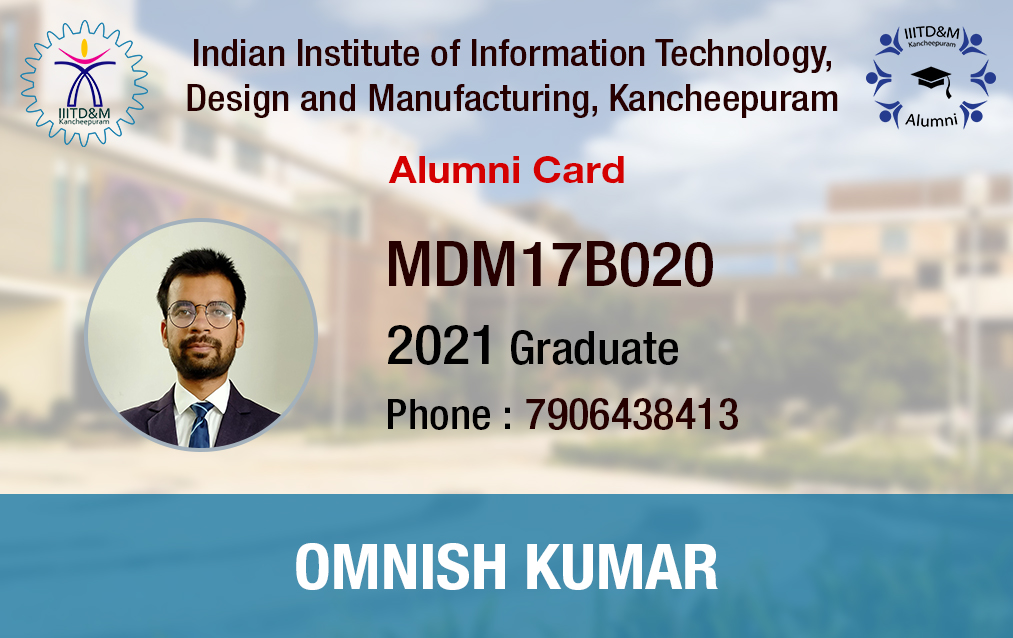 IIITD&M
Kancheepuram
Indian Institute of Information Technology,
Design and Manufacturing, Kancheepuram
IIITD&M
Kancheepuram
Alumni
Alumni Card
MDM17B020
2021 Graduate
Phone : 7906438413
OMNISH KUMAR